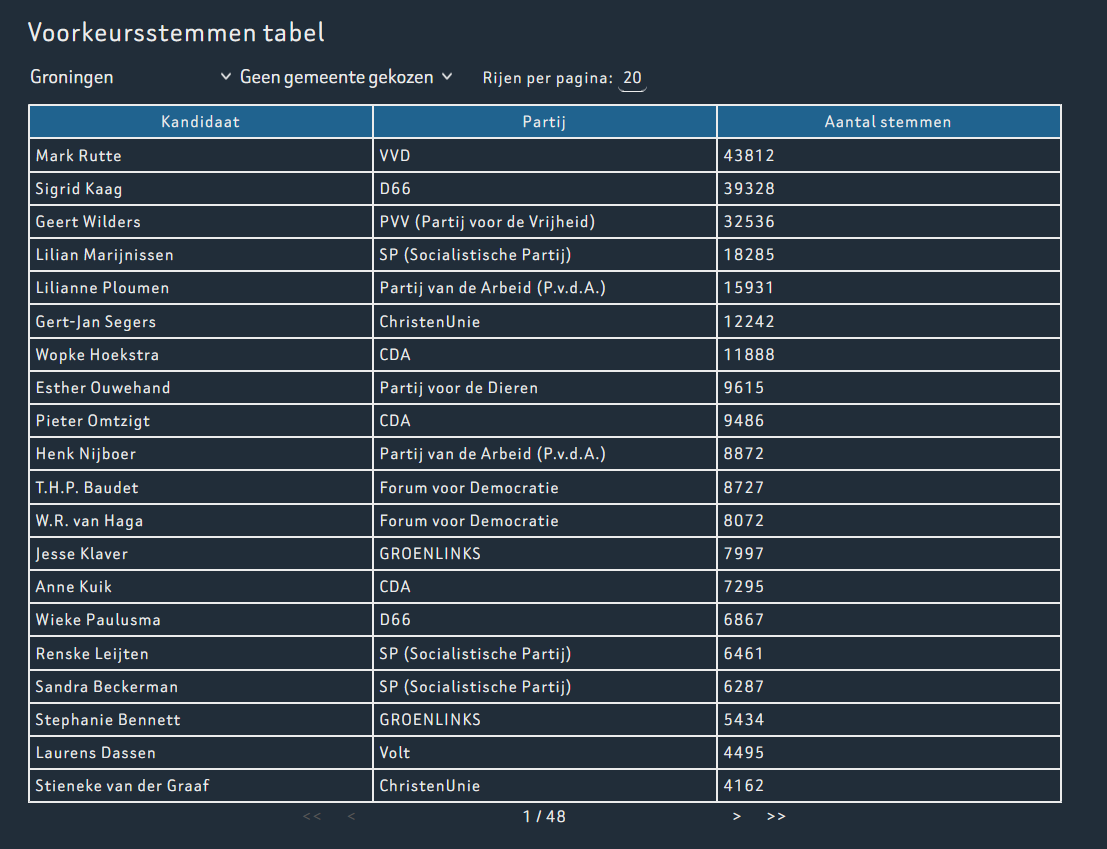 Voorkeursstemmen tabel
Groningen Geen gemeente gekozen Rijen per pagina: 20
Kandidaat Partij Aantal stemmen
Mark Rutte VVD 43812
Sigrid Kaag D66 39328
Geert Wilders PVV (Partij voor de Vrijheid) 32536
Lilian Marijnissen SP (Socialistische Partij) 18285
Lilianne Ploumen Partij van de Arbeid (P.v.d.A.) 15931
Gert-Jan Segers ChristenUnie 12242
Wopke Hoekstra CDA 11888
Esther Ouwehand Partij voor de Dieren 9615
Pieter Omtzigt CDA 9486
Henk Nijboer Partij van de Arbeid (P.v.d.A.) 8872
T.H.P. Baudet Forum voor Democratie 8727
W.R. van Haga Forum voor Democratie 8072
Jesse Klaver GROENLINKS 7997
Anne Kuik CDA 7295
Wieke Paulusma D66 6867
Renske Leijten SP (Socialistische Partij) 6461
Sandra Beckerman SP (Socialistische Partij) 6287
Stephanie Bennett GROENLINKS 5434
Laurens Dassen Volt 4495
Stieneke van der Graaf ChristenUnie 4162
<< < 1 / 48 > >>